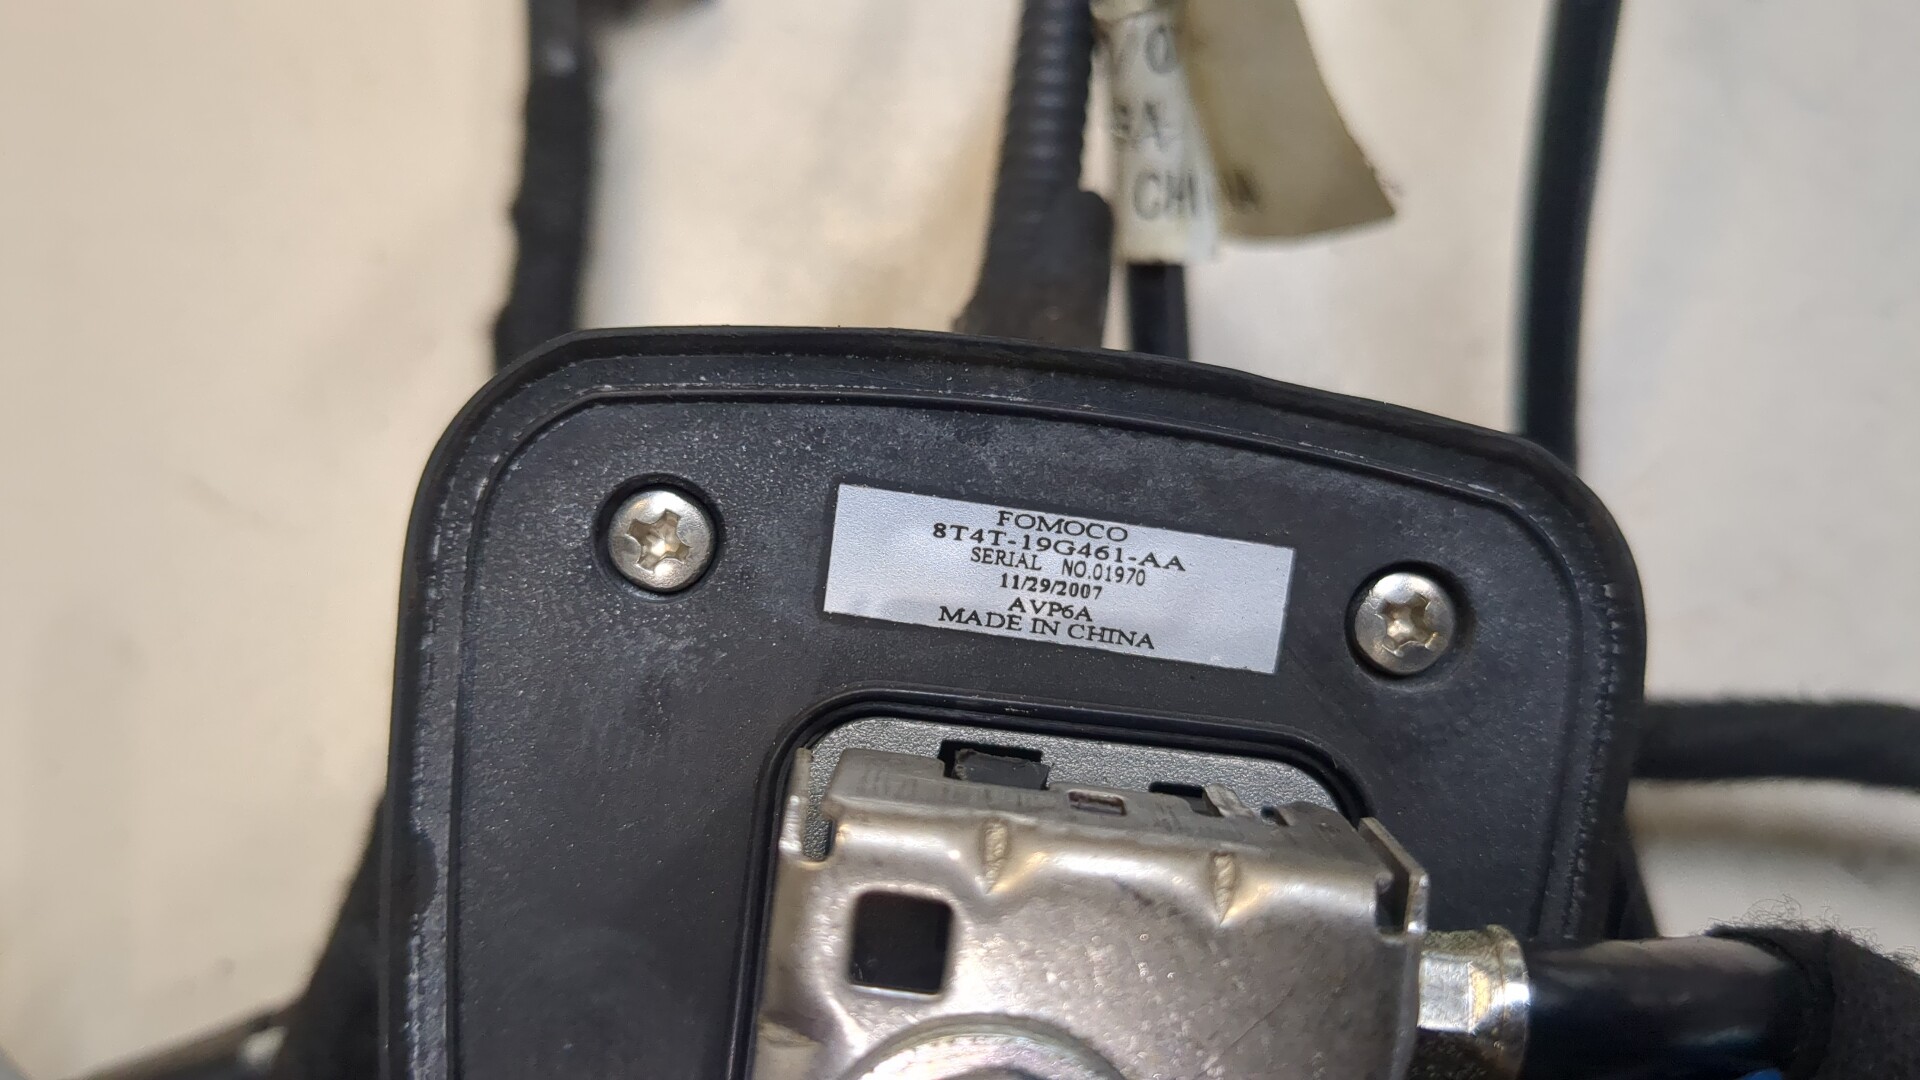 FOMOCO
8T4T-19G461-AA
SERIAL NO.01970
11/29/2007
AVP6A
MADE IN CHINA